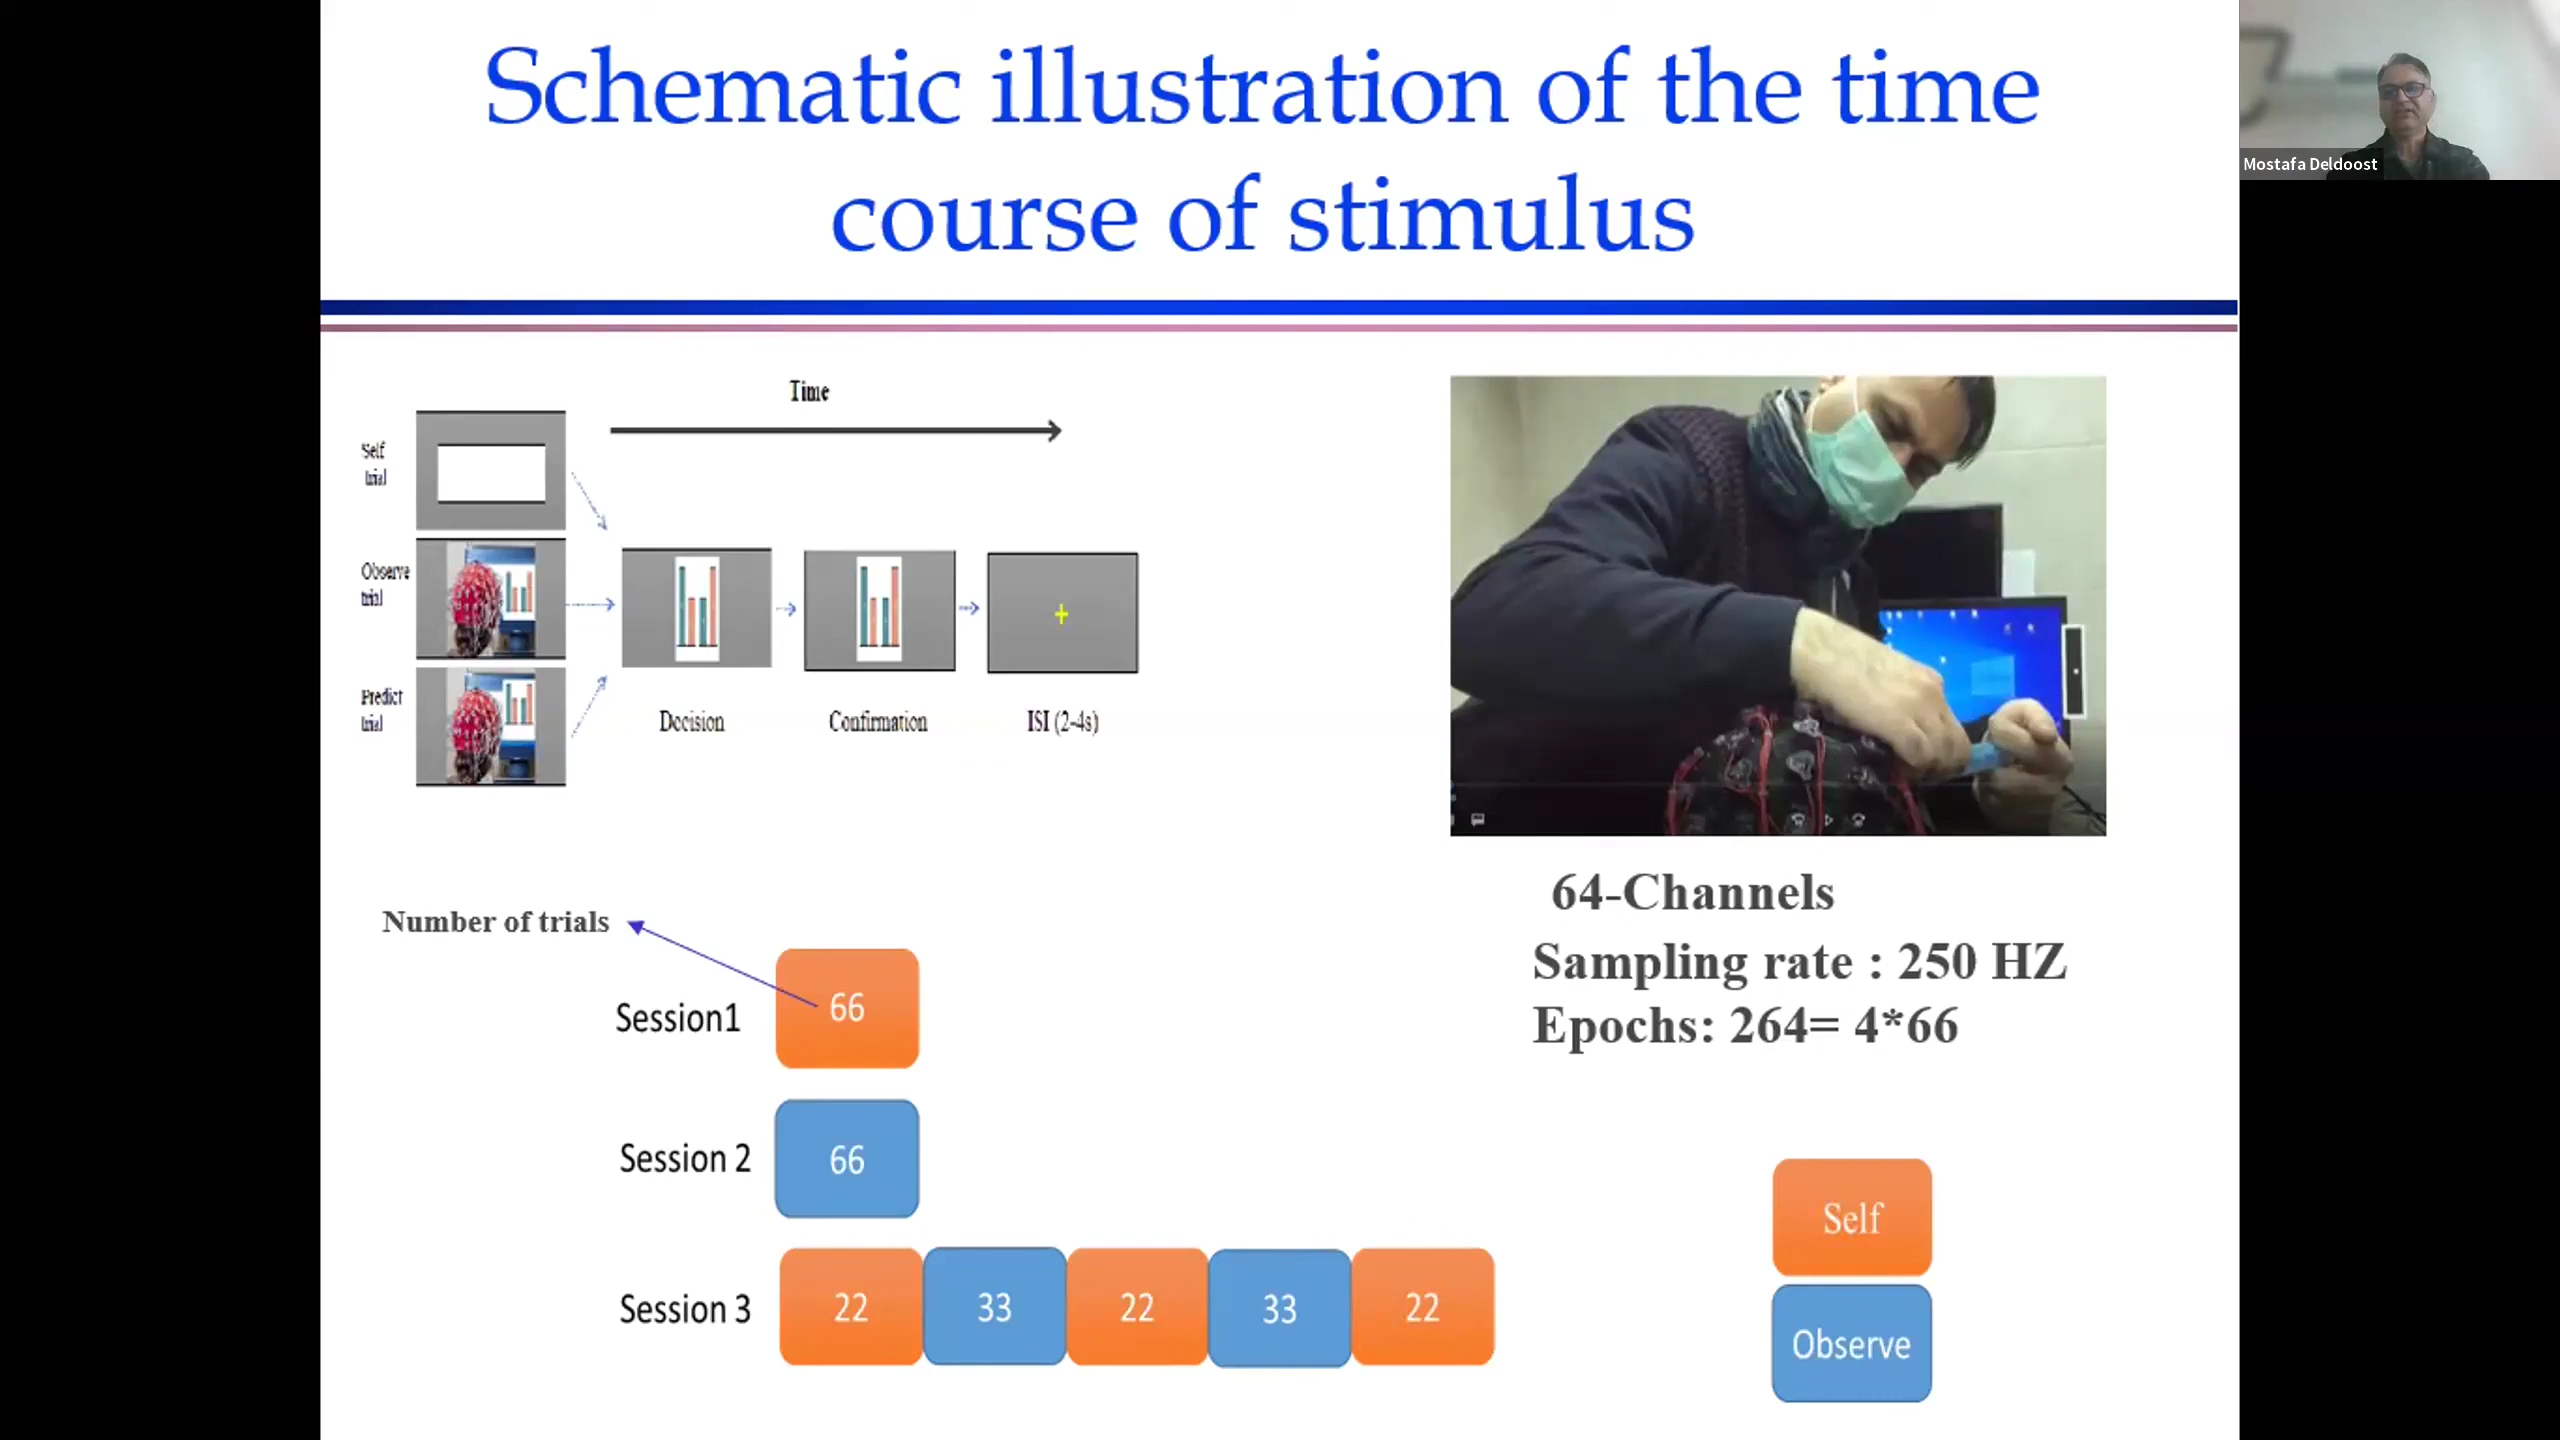 Schematic illustration of the time
course of stimulus
Mostafa Deldoost
Time
Self
trial
Observe
trial
Predict
trial
Decision
Confirmation
ISI (2-4s)
64-Channels
Sampling rate : 250 HZ
Epochs: 264= 4*66
Number of trials
Session1
66
Session 2
66
Session 3
22
33
22
33
22
Self
Observe